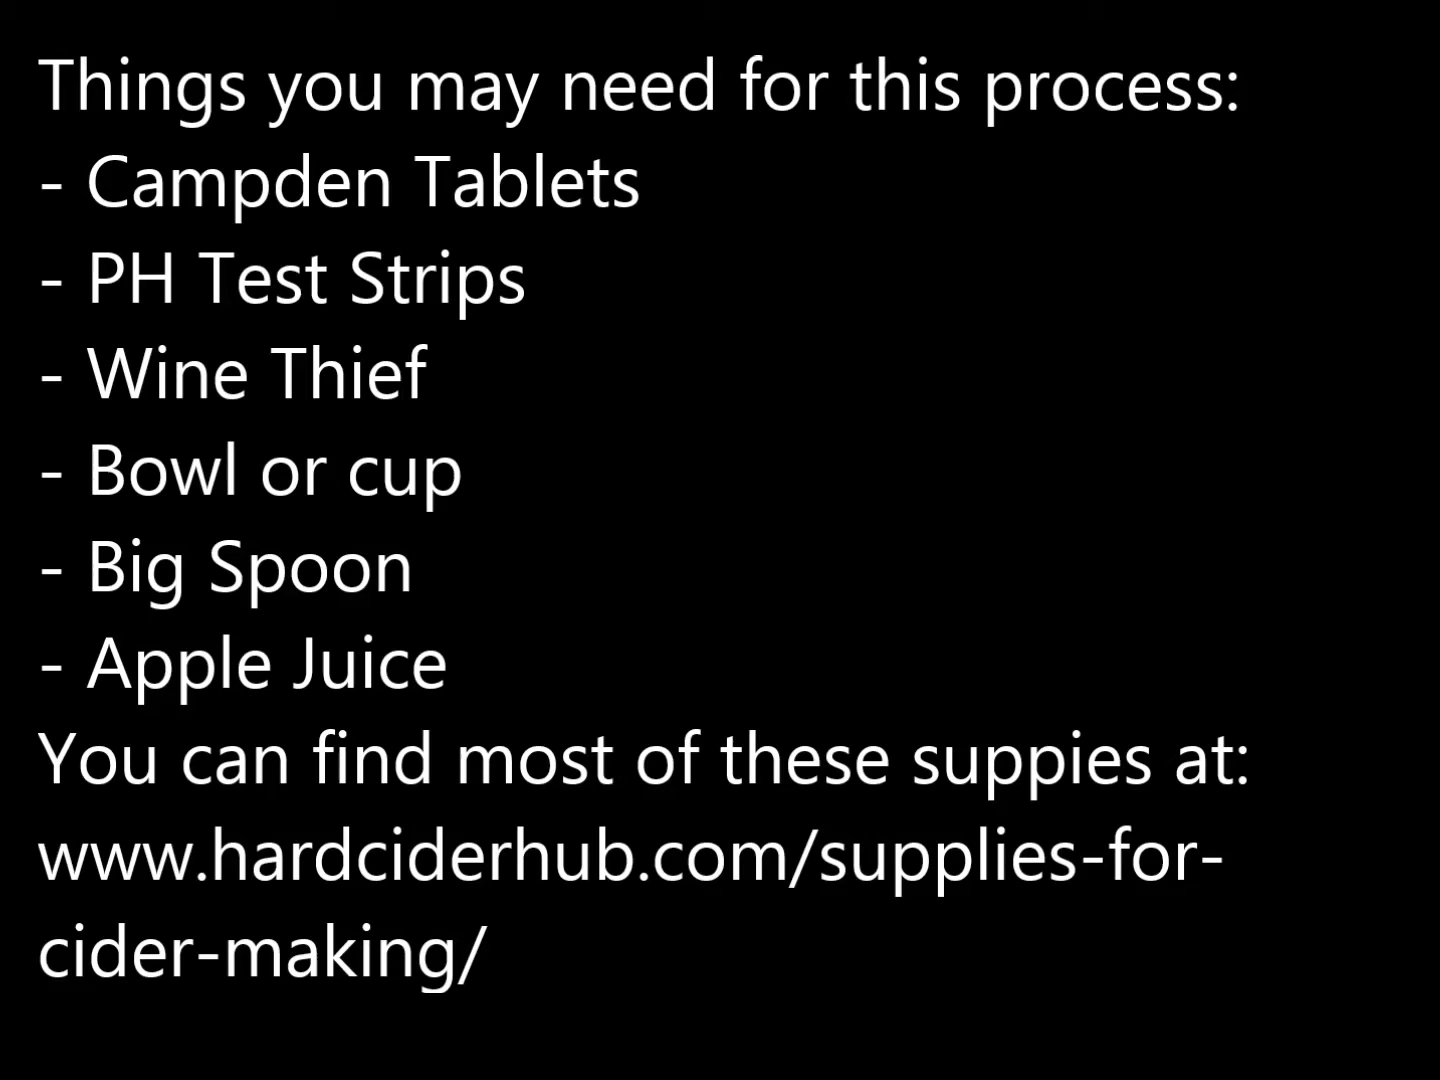 Things you may need for this process:
- Campden Tablets
- PH Test Strips
- Wine Thief
- Bowl or cup
- Big Spoon
- Apple Juice
You can find most of these suppies at:
www.hardciderhub.com/supplies-for-
cider-making/